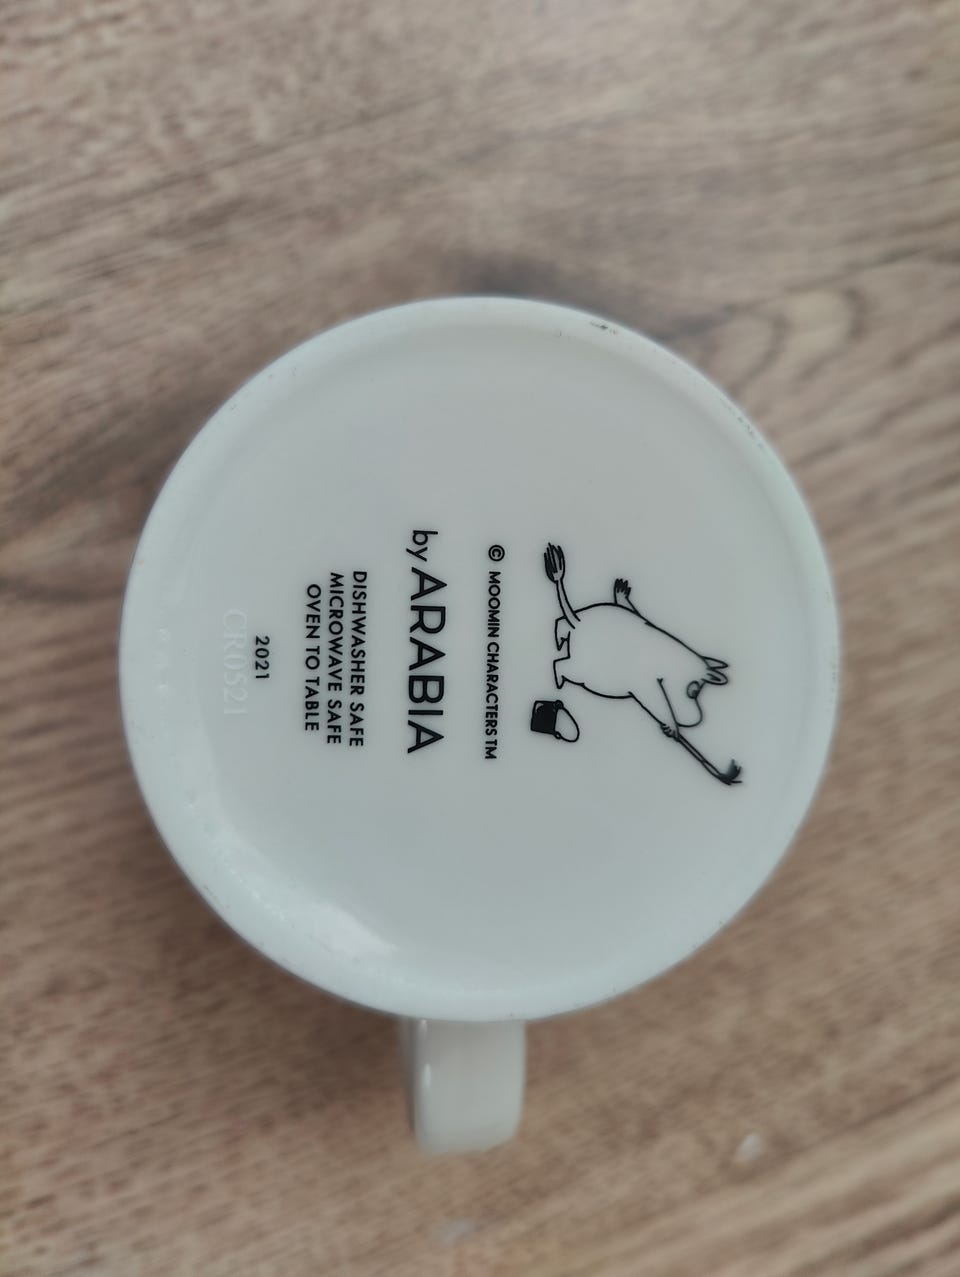 © MOOMIN CHARACTERS TM
by ARABIA
DISHWASHER SAFE
MICROWAVE SAFE
OVEN TO TABLE
2021
CR0521